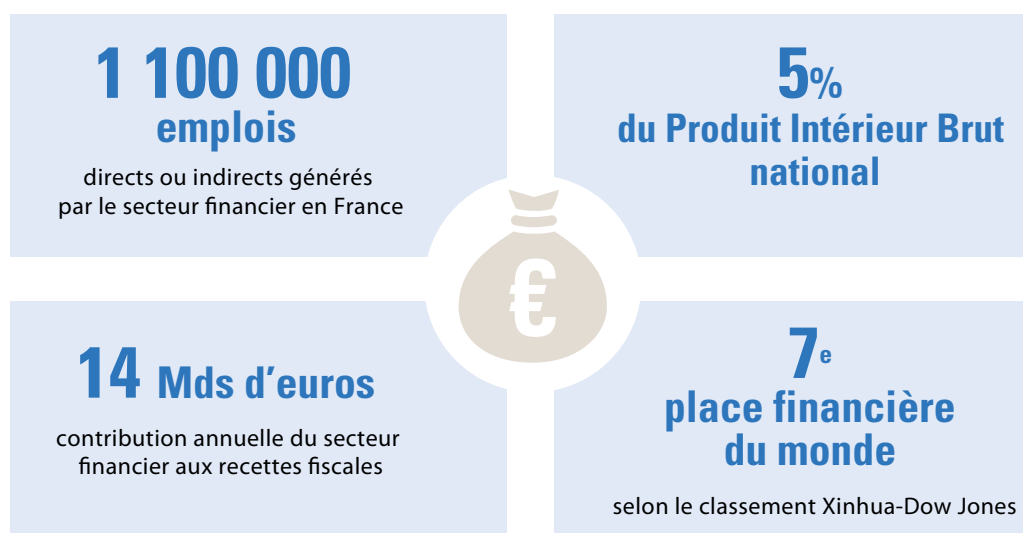 1 100 000
emplois
directs ou indirects générés
par le secteur financier en France
5%
du Produit Intérieur Brut
national
€
14 Mds d’euros
contribution annuelle du secteur
financier aux recettes fiscales
7e
place financière
du monde
selon le classement Xinhua-Dow Jones